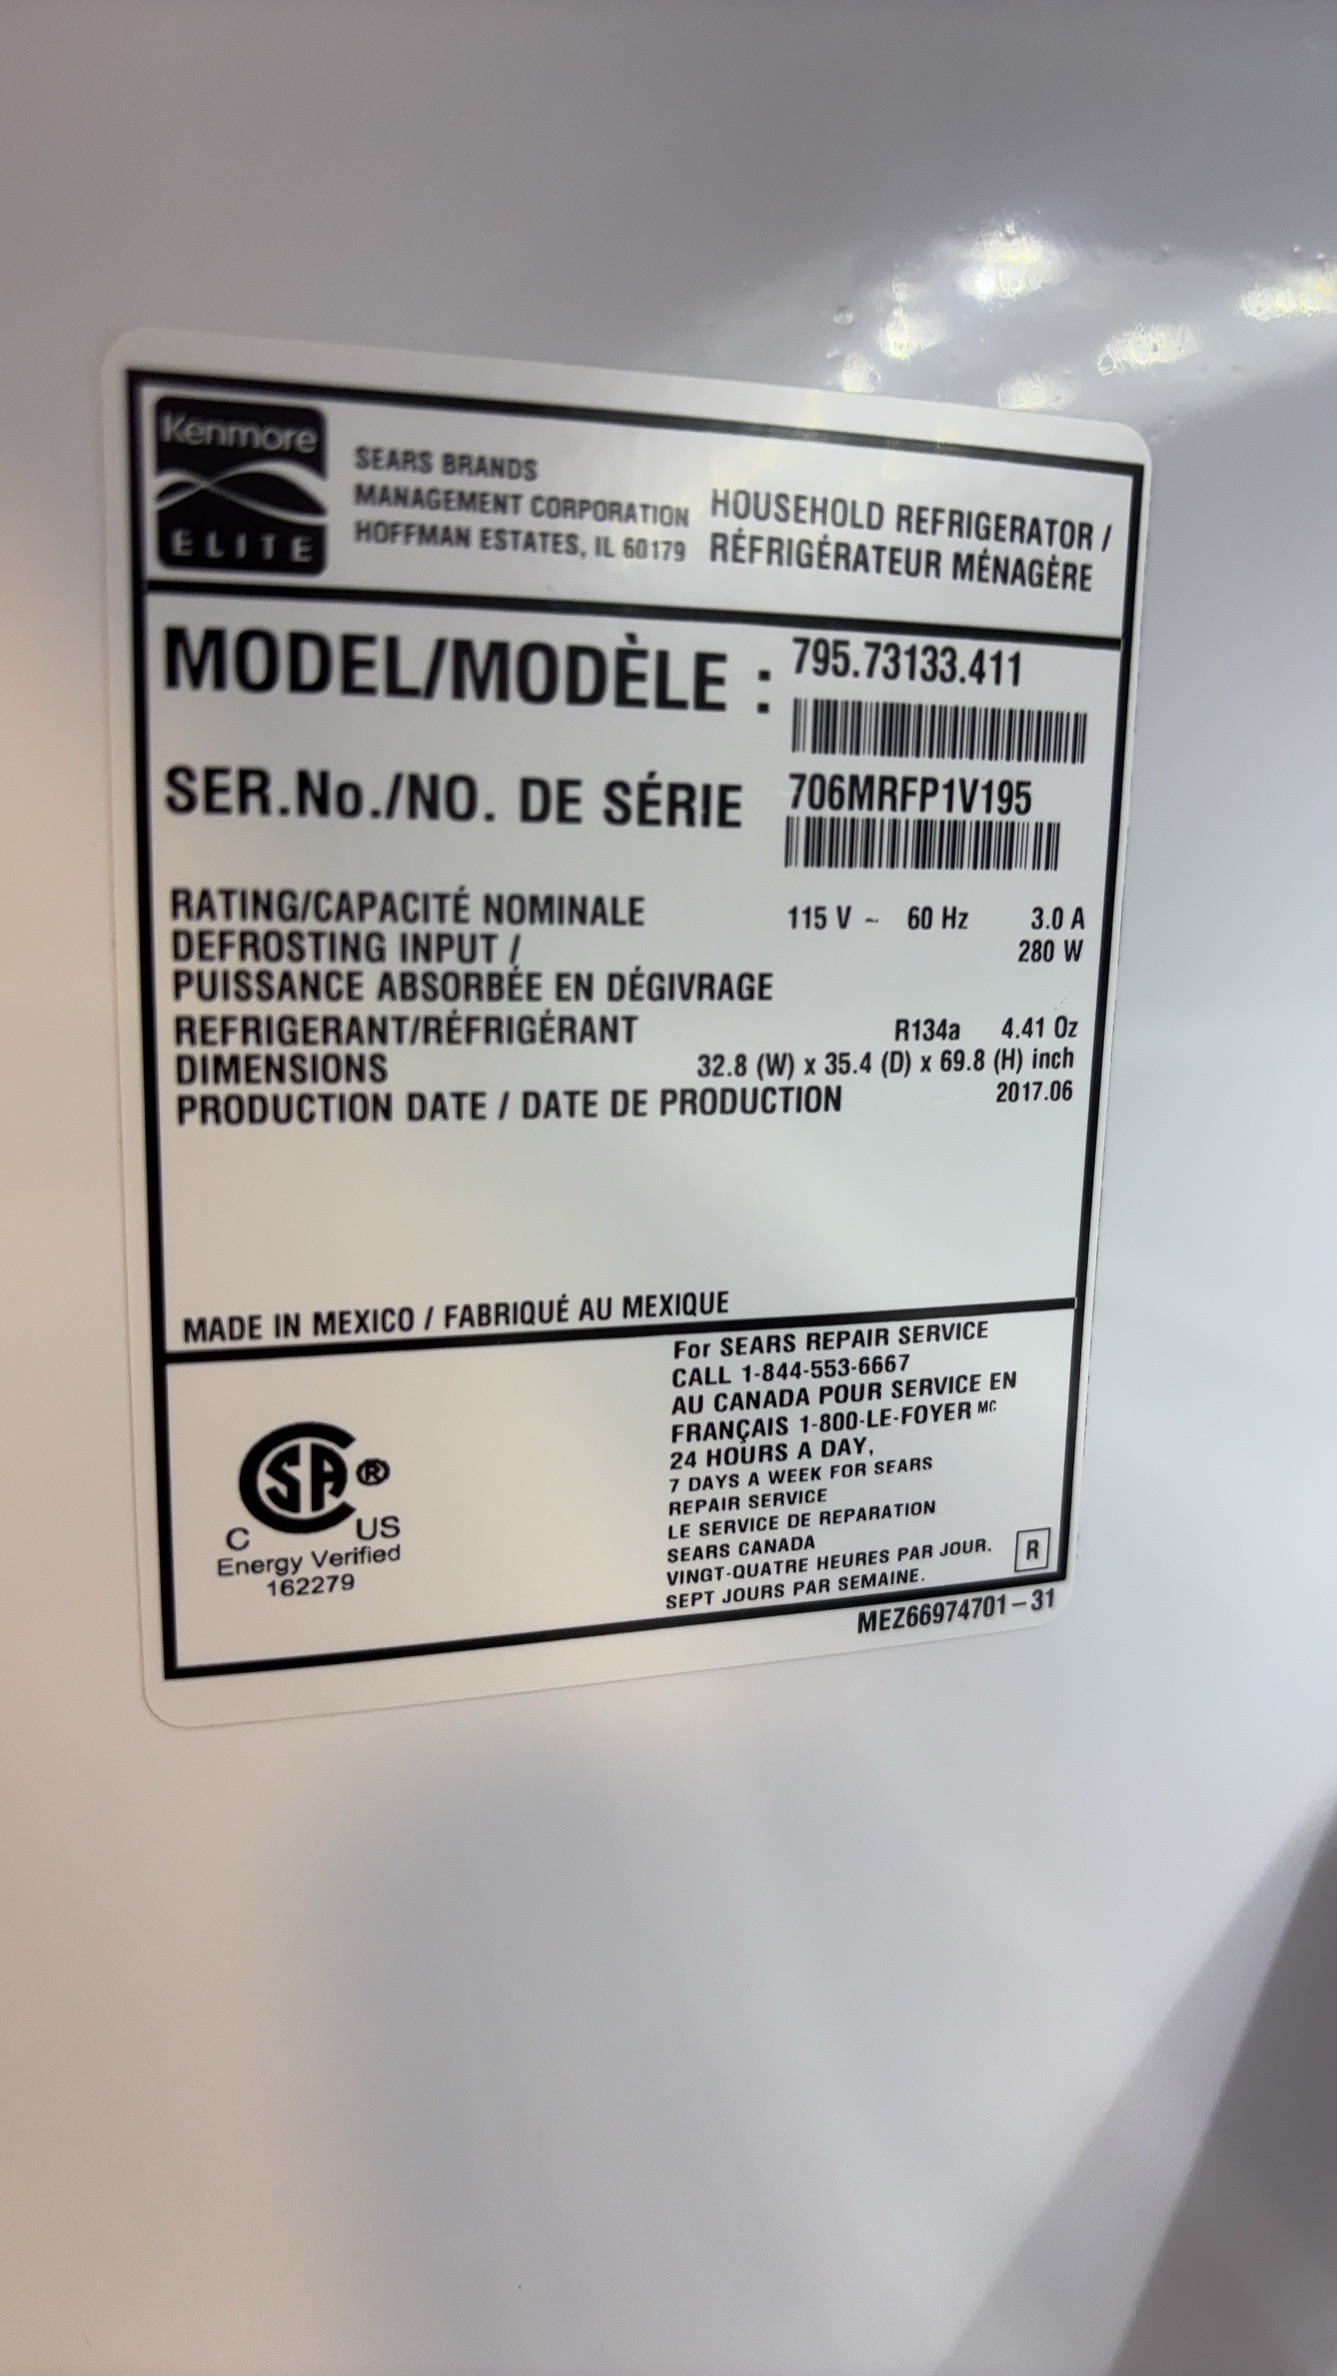 Kenmore
ELITE
SEARS BRANDS
MANAGEMENT CORPORATION
HOFFMAN ESTATES, IL 60179
HOUSEHOLD REFRIGERATOR /
RÉFRIGÉRATEUR MÉNAGÈRE
MODEL/MODÈLE : 795.73133.411
SER.No./NO. DE SÉRIE 706MRFP1V195
RATING/CAPACITÉ NOMINALE 115 V ~ 60 Hz 3.0 A
DEFROSTING INPUT / 280 W
PUISSANCE ABSORBÉE EN DÉGIVRAGE
REFRIGERANT/RÉFRIGÉRANT R134a 4.41 Oz
DIMENSIONS 32.8 (W) x 35.4 (D) x 69.8 (H) inch
PRODUCTION DATE / DATE DE PRODUCTION 2017.06
MADE IN MEXICO / FABRIQUÉ AU MEXIQUE
SA ®
C US
Energy Verified
162279
For SEARS REPAIR SERVICE
CALL 1-844-553-6667
AU CANADA POUR SERVICE EN
FRANÇAIS 1-800-LE-FOYER MC
24 HOURS A DAY,
7 DAYS A WEEK FOR SEARS
REPAIR SERVICE
LE SERVICE DE REPARATION
SEARS CANADA
VINGT-QUATRE HEURES PAR JOUR.
SEPT JOURS PAR SEMAINE.
R
MEZ66974701-31